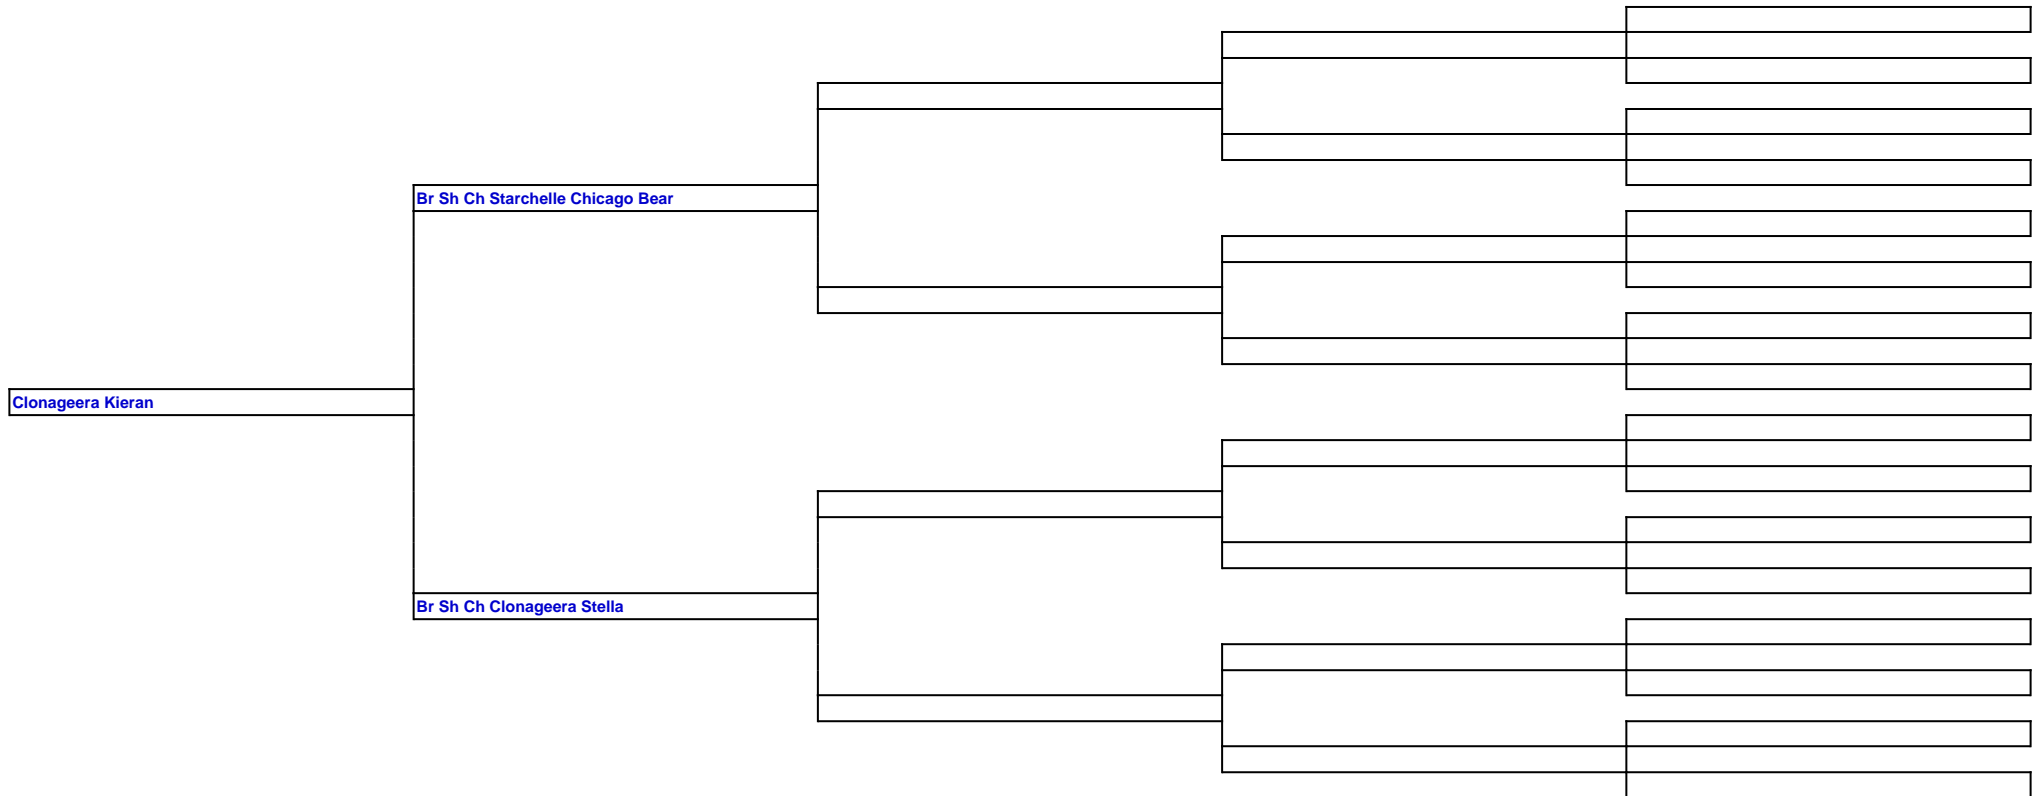 Br Sh Ch Starchelle Chicago Bear
Clonageera Kieran
Br Sh Ch Clonageera Stella